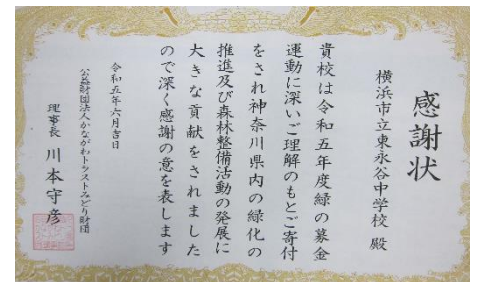 感謝状
横浜市立東永谷中学校 殿
貴校は令和五年度緑の募金
運動に深いご理解のもとご寄付
をされ神奈川県内の緑化の
推進及び森林整備活動の発展に
大きな貢献をされました
ので深く感謝の意を表します
令和五年六月吉日
公益財団法人かながわトラストみどり財団
理事長 川本守彦